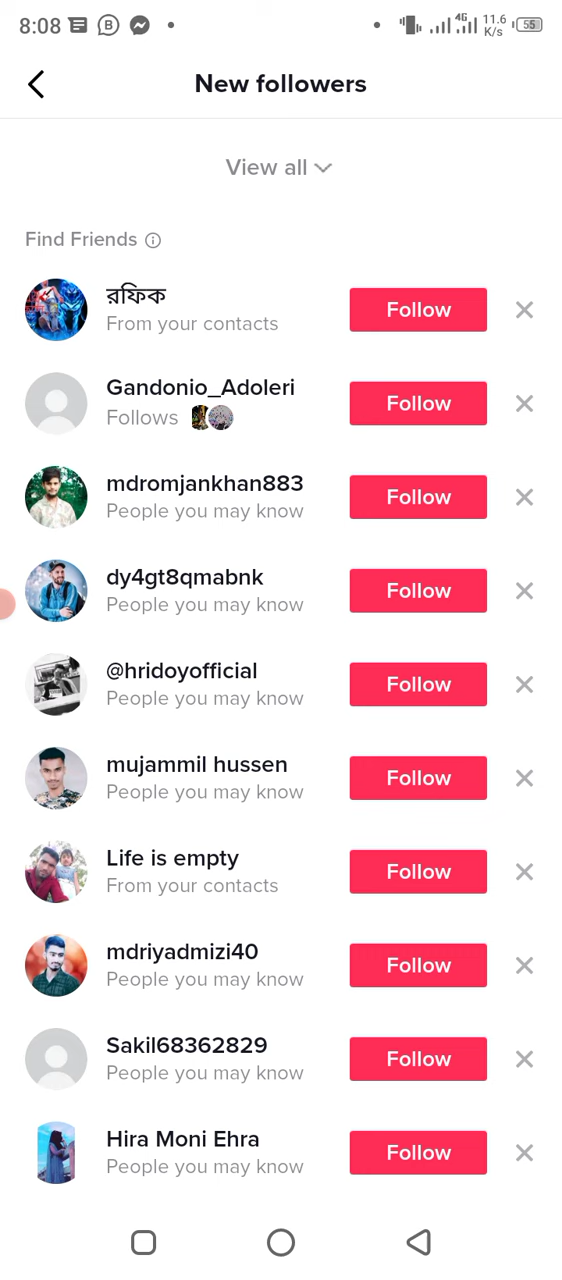 8:08 B 4G 11.6 K/s 55
New followers
View all
Find Friends
রফিক
From your contacts
Follow
Gandonio_Adoleri
Follows
Follow
mdromjankhan883
People you may know
Follow
dy4gt8qmabnk
People you may know
Follow
@hridoyofficial
People you may know
Follow
mujammil hussen
People you may know
Follow
Life is empty
From your contacts
Follow
mdriyadmizi40
People you may know
Follow
Sakil68362829
People you may know
Follow
Hira Moni Ehra
People you may know
Follow